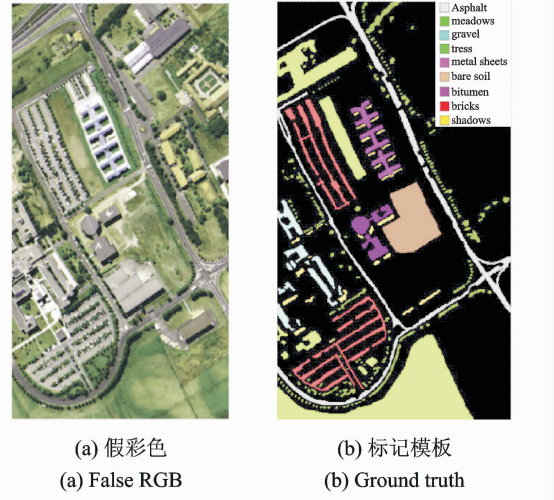 Asphalt
meadows
gravel
tress
metal sheets
bare soil
bitumen
bricks
shadows
(a) 假彩色
(b) 标记模板
(a) False RGB
(b) Ground truth